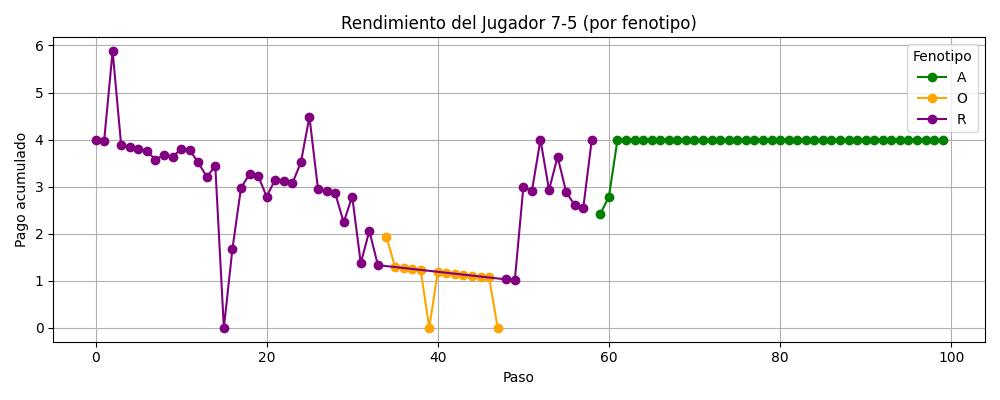 Rendimiento del Jugador 7-5 (por fenotipo)
Pago acumulado
6
5
4
3
2
1
0
0 20 40 60 80 100
Paso
Fenotipo
A
O
R